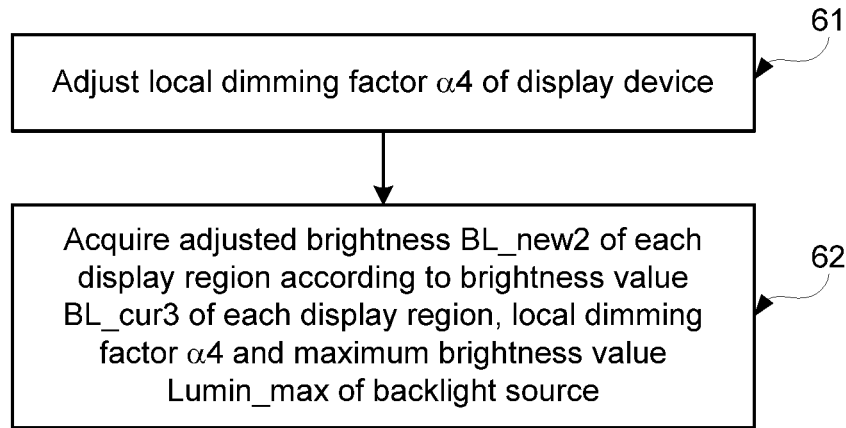 61
Adjust local dimming factor α4 of display device
Acquire adjusted brightness BL_new2 of each
display region according to brightness value
BL_cur3 of each display region, local dimming
factor α4 and maximum brightness value
Lumin_max of backlight source
62